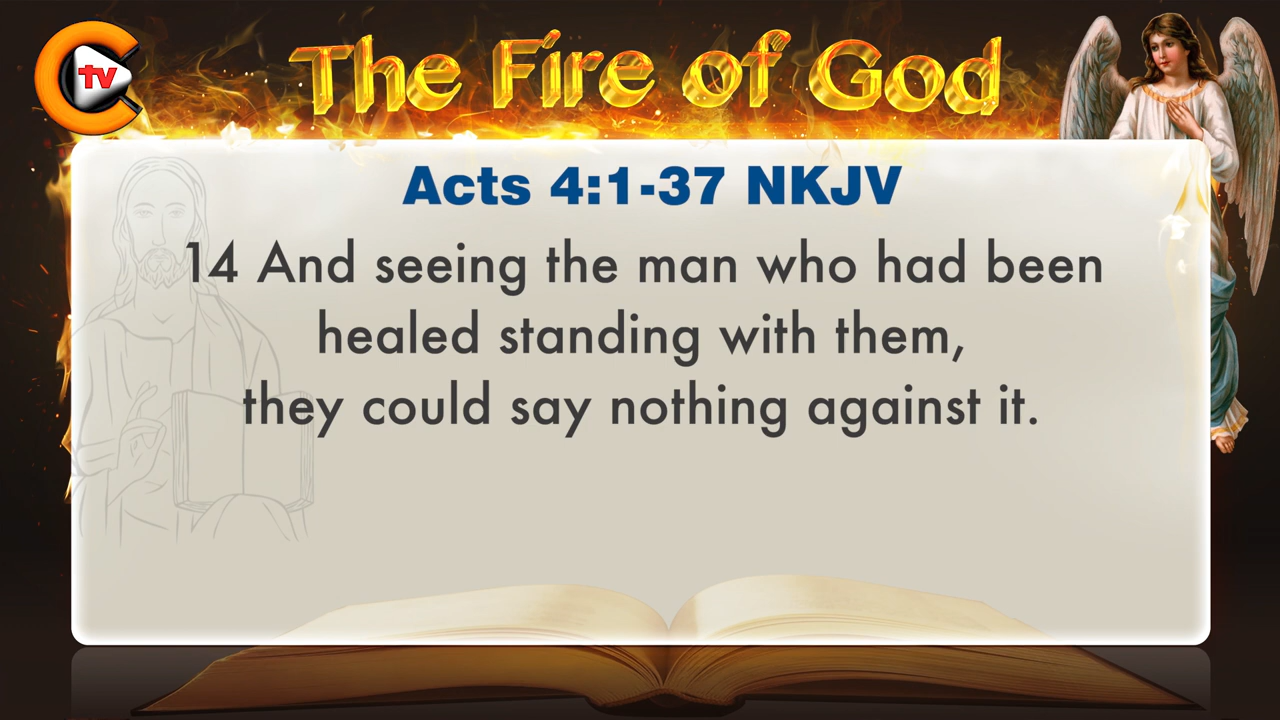 tv
The Fire of God
Acts 4:1-37 NKJV
14 And seeing the man who had been
healed standing with them,
they could say nothing against it.